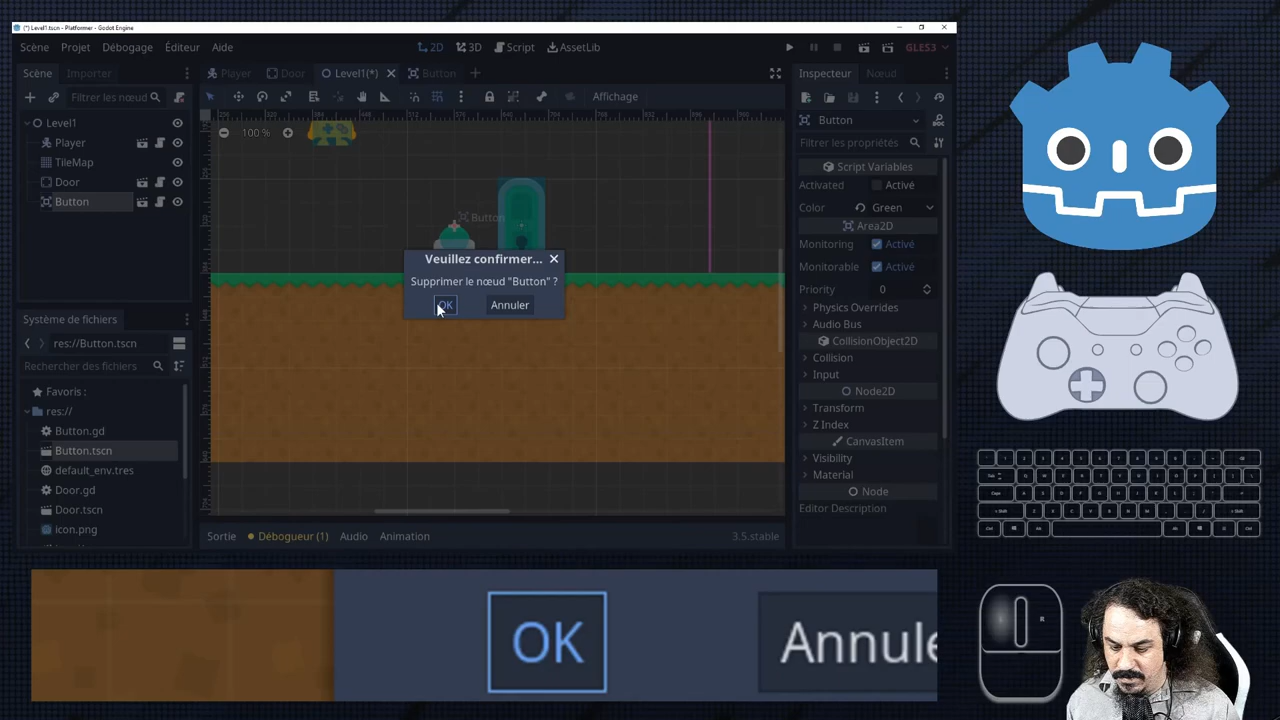 (*) Level1.tscn - Platformer - Godot Engine
Scène Projet Débogage Éditeur Aide
2D 3D Script AssetLib
GLES3
Scène Importer
Player Door Level1(*) Button
Inspecteur Nœud
Filtrer les nœud
Affichage
Level1
Player
TileMap
Door
Button
100 %
Button
Veuillez confirmer...
Supprimer le nœud "Button" ?
OK Annuler
Button
Filtrer les propriétés
Script Variables
Activated Activé
Color Green
Area2D
Monitoring Activé
Monitorable Activé
Priority 0
Physics Overrides
Audio Bus
CollisionObject2D
Collision
Input
Node2D
Transform
Z Index
CanvasItem
Visibility
Material
Node
Editor Description
Système de fichiers
res://Button.tscn
Rechercher des fichiers
Favoris :
res://
Button.gd
Button.tscn
default_env.tres
Door.gd
Door.tscn
icon.png
Sortie Débogueur (1) Audio Animation 3.5.stable
OK Annule
R